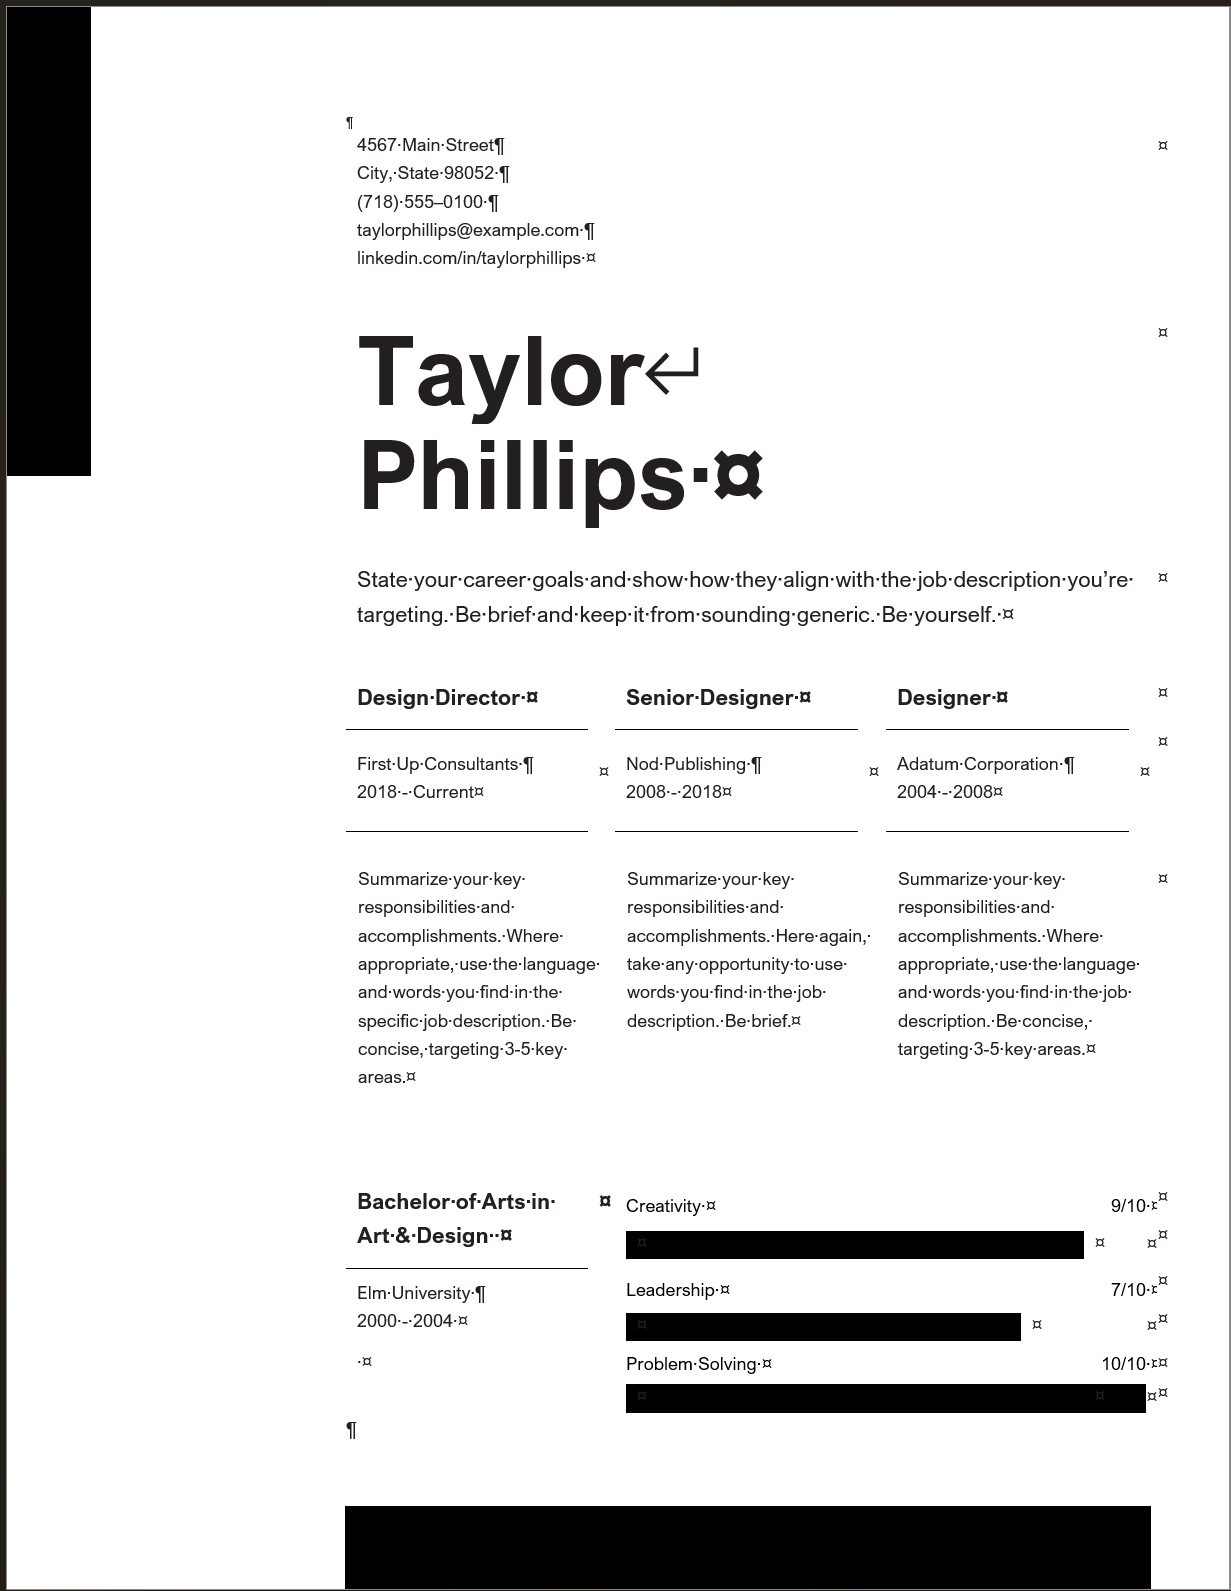 4567 Main Street¶
City, State 98052 ¶
(718) 555–0100 ¶
taylorphillips@example.com ¶
linkedin.com/in/taylorphillips ¤
Taylor↵
Phillips ¤
State your career goals and show how they align with the job description you’re
targeting. Be brief and keep it from sounding generic. Be yourself. ¤
Design Director ¤
Senior Designer ¤
Designer ¤
First Up Consultants ¶
2018 - Current¤
Nod Publishing ¶
2008 - 2018¤
Adatum Corporation ¶
2004 - 2008¤
Summarize your key
responsibilities and
accomplishments. Where
appropriate, use the language
and words you find in the
specific job description. Be
concise, targeting 3-5 key
areas.¤
Summarize your key
responsibilities and
accomplishments. Here again,
take any opportunity to use
words you find in the job
description. Be brief.¤
Summarize your key
responsibilities and
accomplishments. Where
appropriate, use the language
and words you find in the job
description. Be concise,
targeting 3-5 key areas.¤
Bachelor of Arts in
Art & Design ¤
Elm University ¶
2000 - 2004 ¤
Creativity ¤ 9/10
Leadership ¤ 7/10
Problem Solving ¤ 10/10